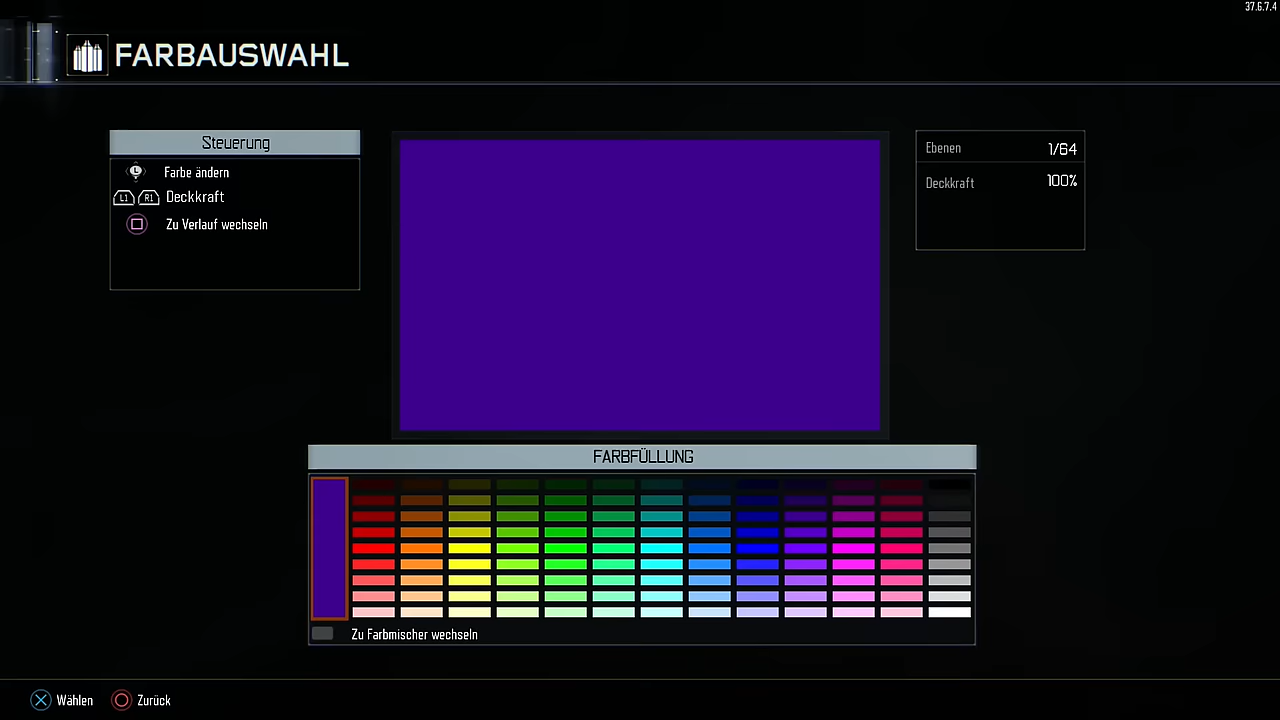 37.6.7.4
FARBAUSWAHL
Steuerung
L Farbe ändern
L1 R1 Deckkraft
Zu Verlauf wechseln
Ebenen 1/64
Deckkraft 100%
FARBFÜLLUNG
Zu Farbmischer wechseln
Wählen Zurück